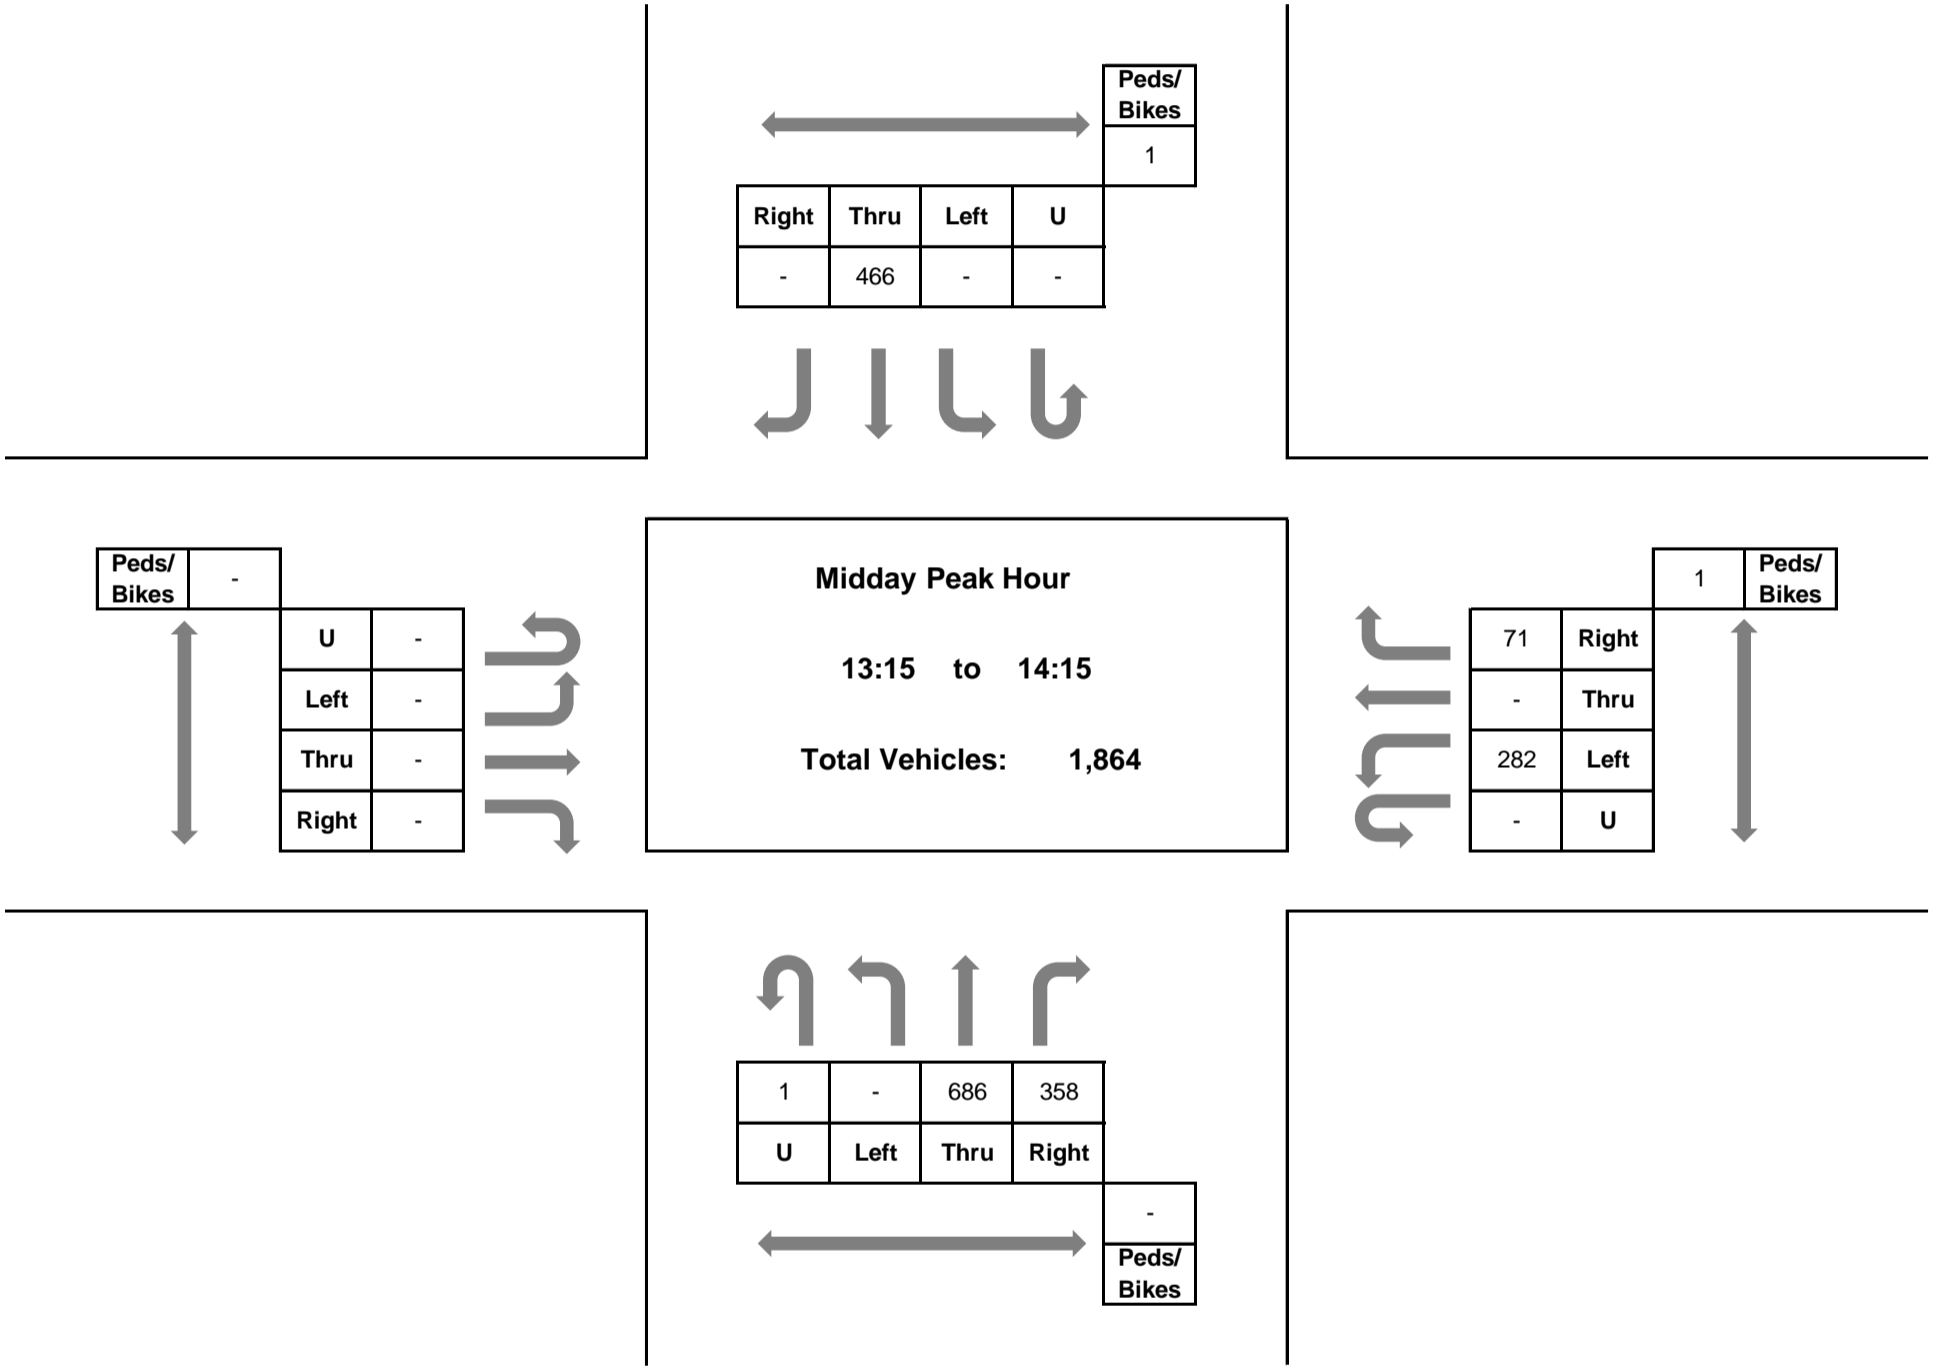 Peds/
Bikes
1
Right Thru Left U
- 466 - -
Peds/
Bikes
-
U -
Left -
Thru -
Right -
Midday Peak Hour
13:15 to 14:15
Total Vehicles: 1,864
1
Peds/
Bikes
71 Right
- Thru
282 Left
- U
1 - 686 358
U Left Thru Right
-
Peds/
Bikes